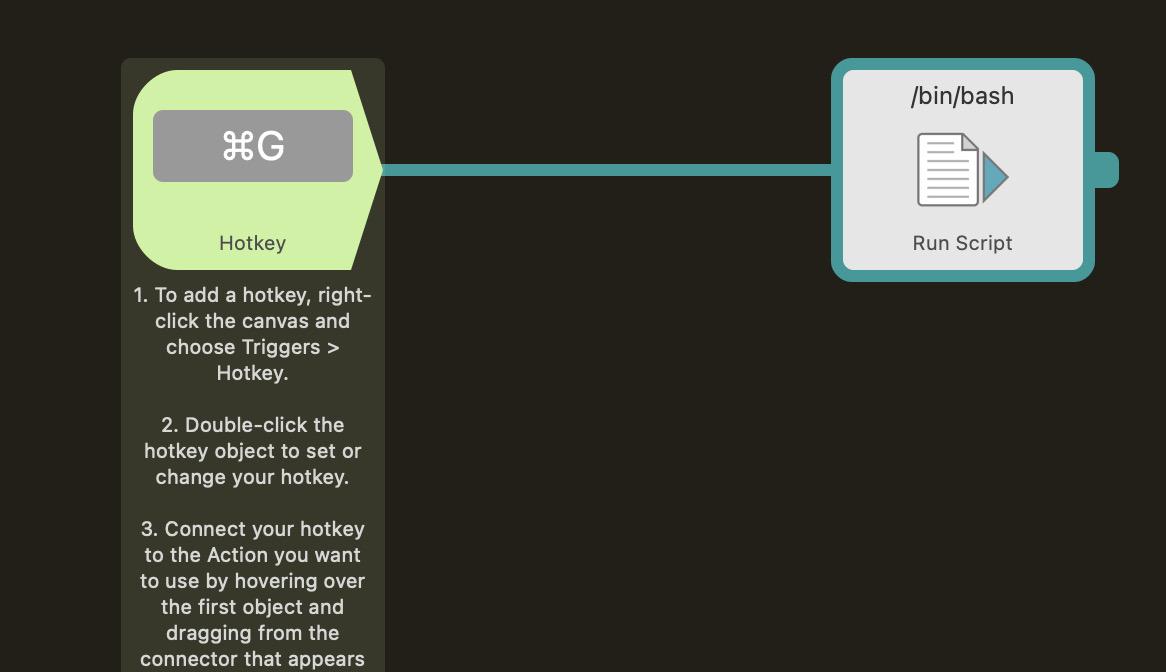 ⌘G
Hotkey
1. To add a hotkey, right-
click the canvas and
choose Triggers >
Hotkey.
2. Double-click the
hotkey object to set or
change your hotkey.
3. Connect your hotkey
to the Action you want
to use by hovering over
the first object and
dragging from the
connector that appears
/bin/bash
Run Script